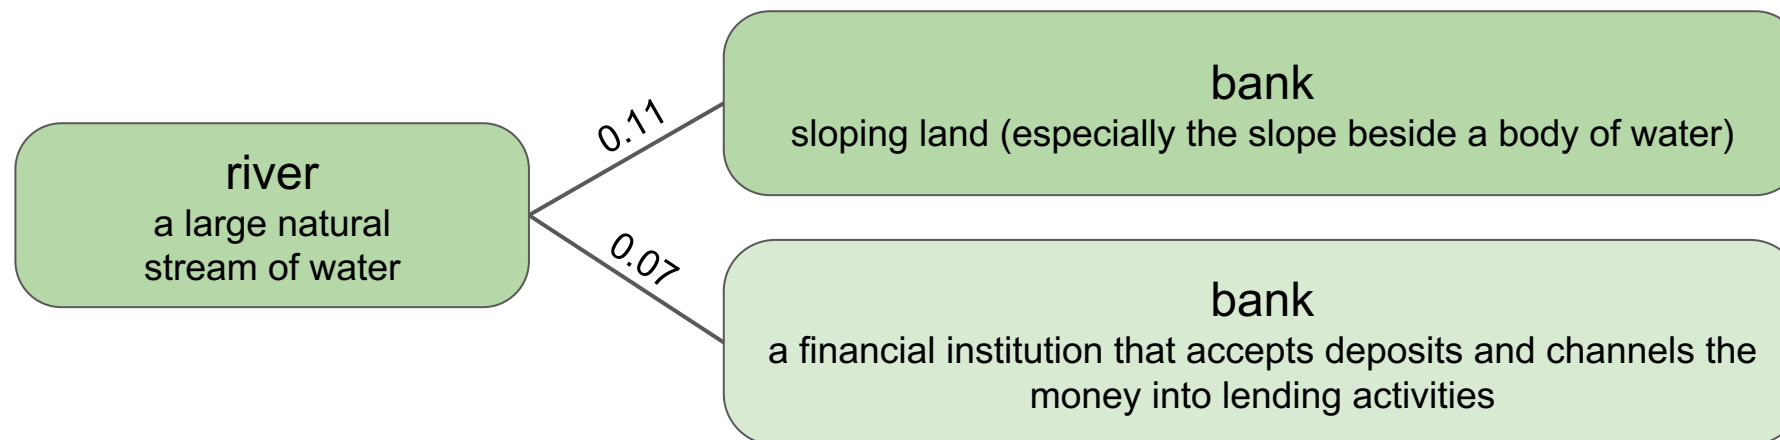 river
a large natural
stream of water
0.11
0.07
bank
sloping land (especially the slope beside a body of water)
bank
a financial institution that accepts deposits and channels the
money into lending activities